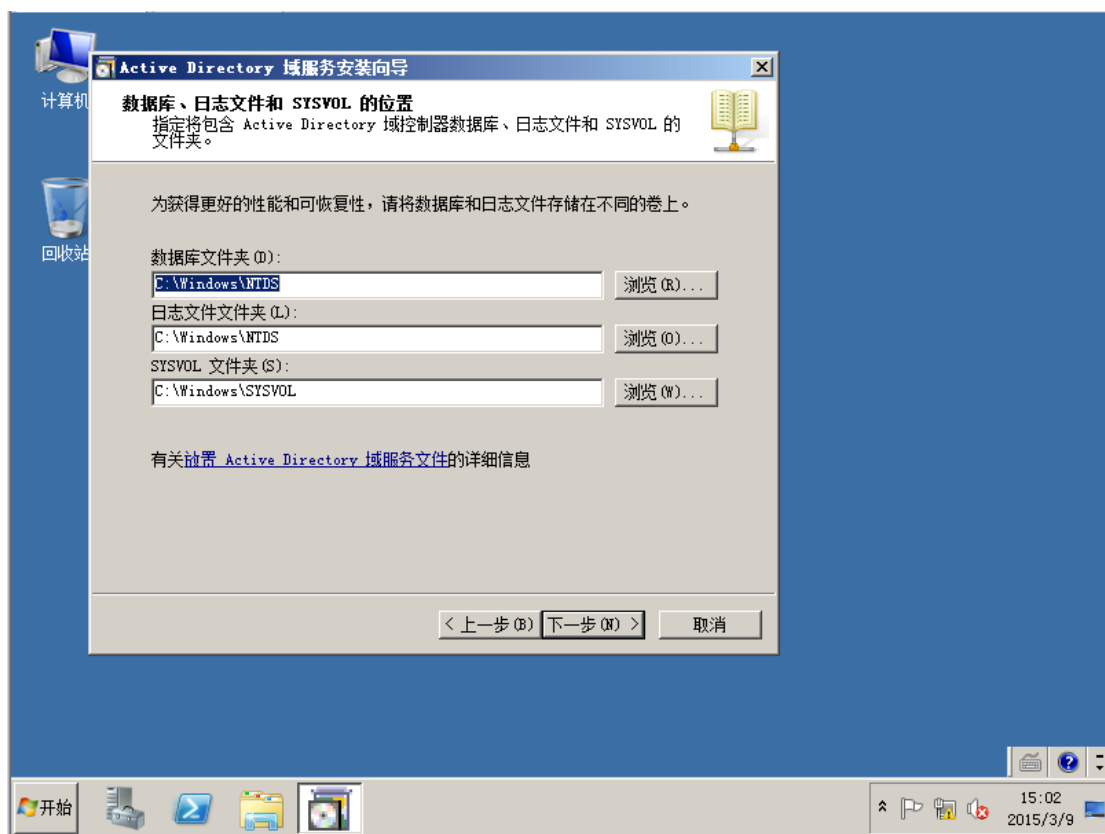 计算机
回收站
Active Directory 域服务安装向导
数据库、日志文件和 SYSVOL 的位置
指定将包含 Active Directory 域控制器数据库、日志文件和 SYSVOL 的
文件夹。
为获得更好的性能和可恢复性，请将数据库和日志文件存储在不同的卷上。
数据库文件夹(D):
C:\Windows\NTDS
浏览(R)...
日志文件文件夹(L):
C:\Windows\NTDS
浏览(O)...
SYSVOL 文件夹(S):
C:\Windows\SYSVOL
浏览(W)...
有关放置 Active Directory 域服务文件的详细信息
< 上一步(B)
下一步(N) >
取消
开始
15:02
2015/3/9